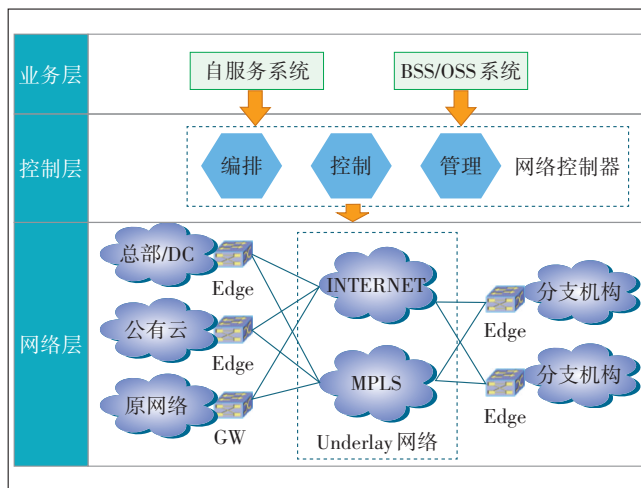 业务层
自服务系统
BSS/OSS系统
控制层
编排
控制
管理
网络控制器
网络层
总部/DC
Edge
公有云
Edge
原网络
GW
INTERNET
MPLS
Underlay网络
分支机构
Edge
分支机构
Edge